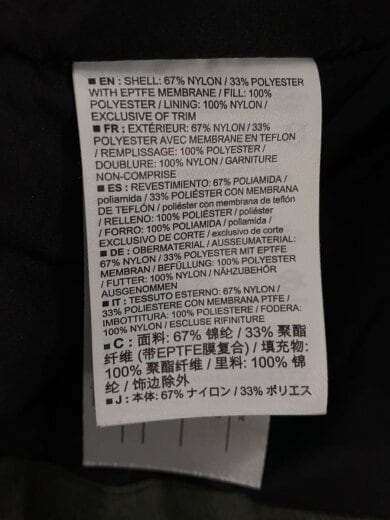 ■ EN : SHELL: 67% NYLON / 33% POLYESTER
WITH EPTFE MEMBRANE / FILL: 100%
POLYESTER / LINING: 100% NYLON /
EXCLUSIVE OF TRIM
■ FR : EXTÉRIEUR: 67% NYLON / 33%
POLYESTER AVEC MEMBRANE EN TEFLON
/ REMPLISSAGE: 100% POLYESTER /
DOUBLURE: 100% NYLON / GARNITURE
NON-COMPRISE
■ ES : REVESTIMIENTO: 67% POLIAMIDA /
poliamida / 33% POLIÉSTER CON MEMBRANA
DE TEFLÓN / poliéster con membrana de teflón
/ RELLENO: 100% POLIÉSTER / poliéster
/ FORRO: 100% POLIAMIDA / poliamida /
EXCLUSIVO DE CORTE / exclusivo de corte
■ DE : OBERMATERIAL / AUSSEUMATERIAL:
67% NYLON / 33% POLYESTER MIT EPTFE
MEMBRAN / BEFÜLLUNG: 100% POLYESTER
/ FUTTER: 100% NYLON / NÄHZUBEHÖR
AUSGENOMMEN
■ IT : TESSUTO ESTERNO: 67% NYLON /
33% POLIESTERE CON MEMBRANA PTFE /
IMBOTTITURA: 100% POLIESTERE / FODERA:
100% NYLON / ESCLUSE RIFINITURE
■ C : 面料: 67% 锦纶 / 33% 聚酯
纤维 (带EPTFE膜复合) / 填充物:
100% 聚酯纤维 / 里料: 100% 锦
纶 / 饰边除外
■ J : 本体: 67% ナイロン / 33% ポリエス